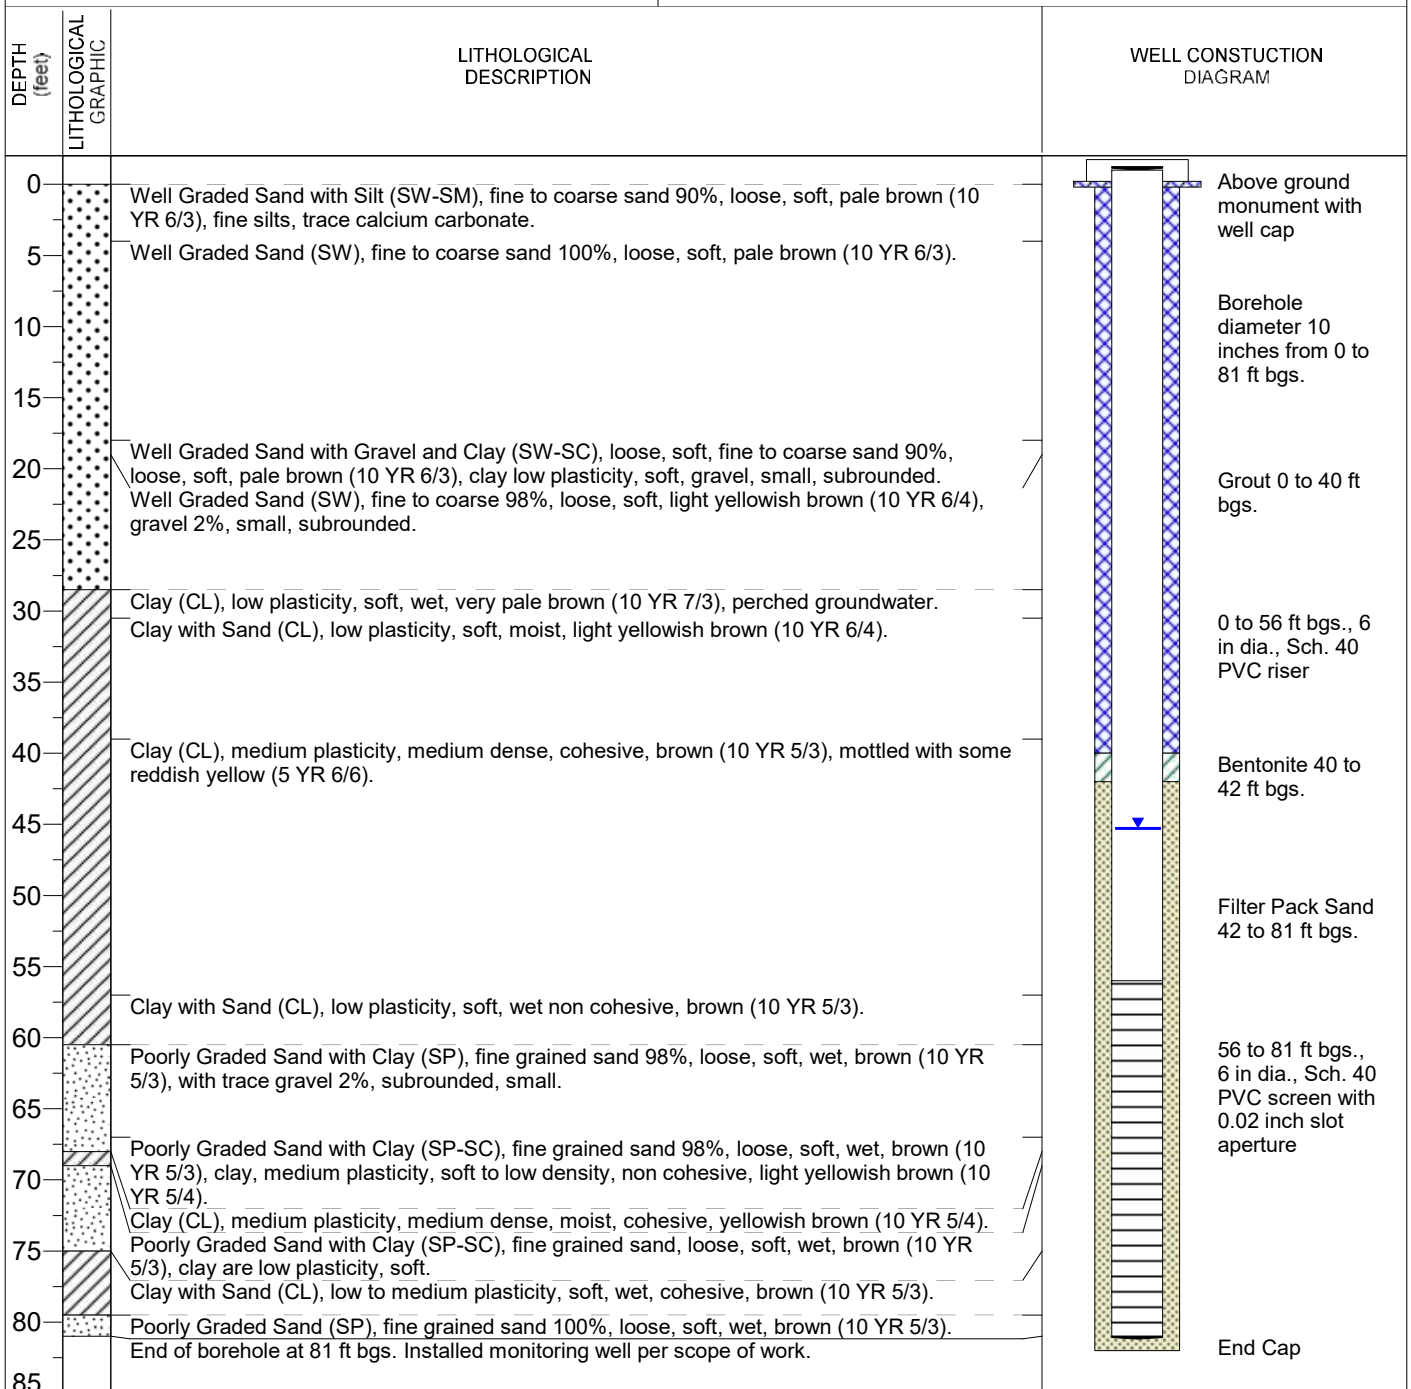 DEPTH
(feet)
LITHOLOGICAL
GRAPHIC
LITHOLOGICAL
DESCRIPTION
WELL CONSTUCTION
DIAGRAM
0
5
10
15
20
25
30
35
40
45
50
55
60
65
70
75
80
85
Well Graded Sand with Silt (SW-SM), fine to coarse sand 90%, loose, soft, pale brown (10
YR 6/3), fine silts, trace calcium carbonate.
Well Graded Sand (SW), fine to coarse sand 100%, loose, soft, pale brown (10 YR 6/3).
Well Graded Sand with Gravel and Clay (SW-SC), loose, soft, fine to coarse sand 90%,
loose, soft, pale brown (10 YR 6/3), clay low plasticity, soft, gravel, small, subrounded.
Well Graded Sand (SW), fine to coarse 98%, loose, soft, light yellowish brown (10 YR 6/4),
gravel 2%, small, subrounded.
Clay (CL), low plasticity, soft, wet, very pale brown (10 YR 7/3), perched groundwater.
Clay with Sand (CL), low plasticity, soft, moist, light yellowish brown (10 YR 6/4).
Clay (CL), medium plasticity, medium dense, cohesive, brown (10 YR 5/3), mottled with some
reddish yellow (5 YR 6/6).
Clay with Sand (CL), low plasticity, soft, wet non cohesive, brown (10 YR 5/3).
Poorly Graded Sand with Clay (SP), fine grained sand 98%, loose, soft, wet, brown (10 YR
5/3), with trace gravel 2%, subrounded, small.
Poorly Graded Sand with Clay (SP-SC), fine grained sand 98%, loose, soft, wet, brown (10
YR 5/3), clay, medium plasticity, soft to low density, non cohesive, light yellowish brown (10
YR 5/4).
Clay (CL), medium plasticity, medium dense, moist, cohesive, yellowish brown (10 YR 5/4).
Poorly Graded Sand with Clay (SP-SC), fine grained sand, loose, soft, wet, brown (10 YR
5/3), clay are low plasticity, soft.
Clay with Sand (CL), low to medium plasticity, soft, wet, cohesive, brown (10 YR 5/3).
Poorly Graded Sand (SP), fine grained sand 100%, loose, soft, wet, brown (10 YR 5/3).
End of borehole at 81 ft bgs. Installed monitoring well per scope of work.
Above ground
monument with
well cap
Borehole
diameter 10
inches from 0 to
81 ft bgs.
Grout 0 to 40 ft
bgs.
0 to 56 ft bgs., 6
in dia., Sch. 40
PVC riser
Bentonite 40 to
42 ft bgs.
Filter Pack Sand
42 to 81 ft bgs.
56 to 81 ft bgs.,
6 in dia., Sch. 40
PVC screen with
0.02 inch slot
aperture
End Cap